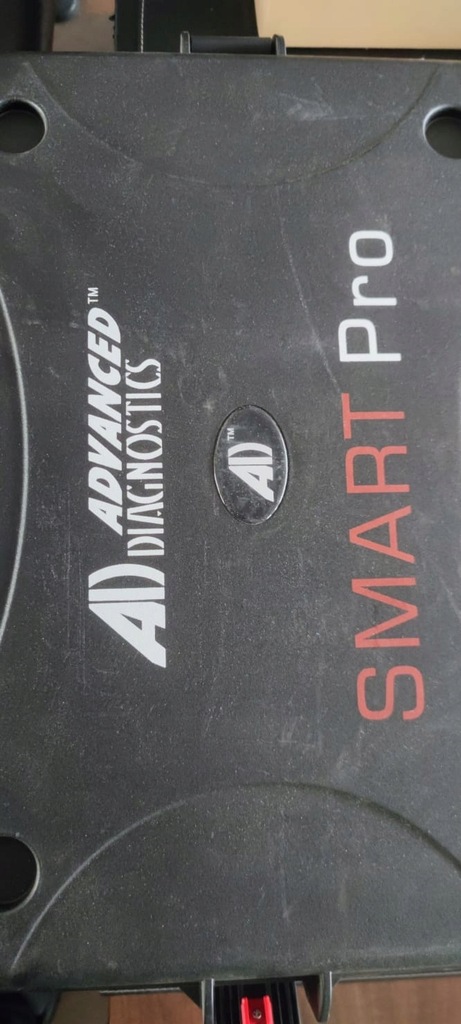 AD ADVANCED™
DIAGNOSTICS
AD™
SMART Pro